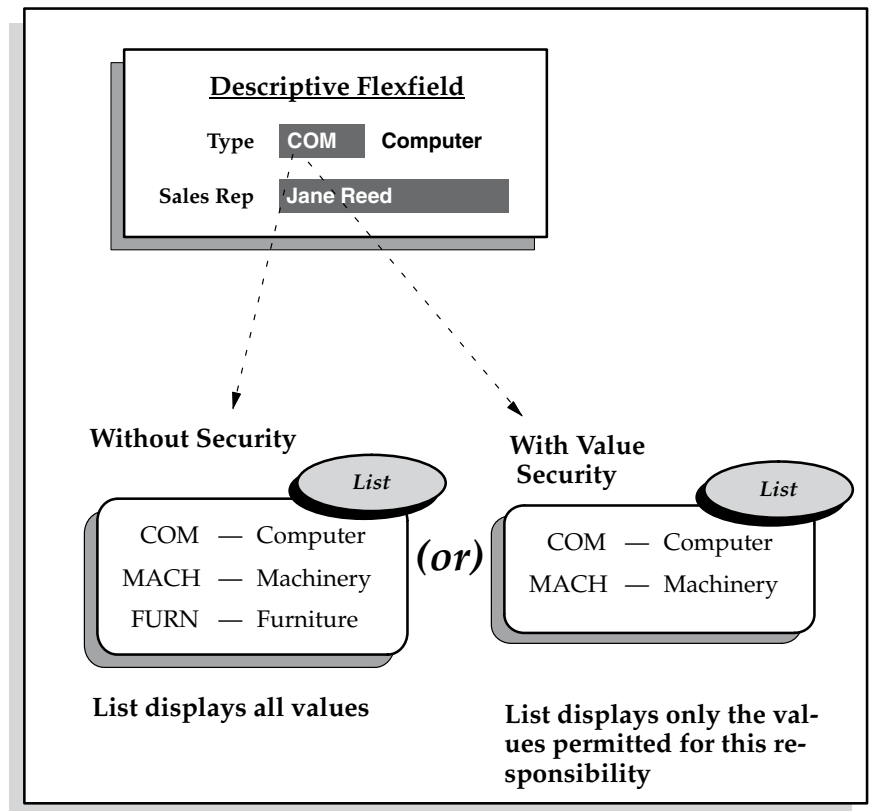 Descriptive Flexfield
Type COM Computer
Sales Rep Jane Reed
Without Security
List
COM — Computer
MACH — Machinery
FURN — Furniture
List displays all values
(or)
With Value
Security
List
COM — Computer
MACH — Machinery
List displays only the val-
ues permitted for this re-
sponsibility